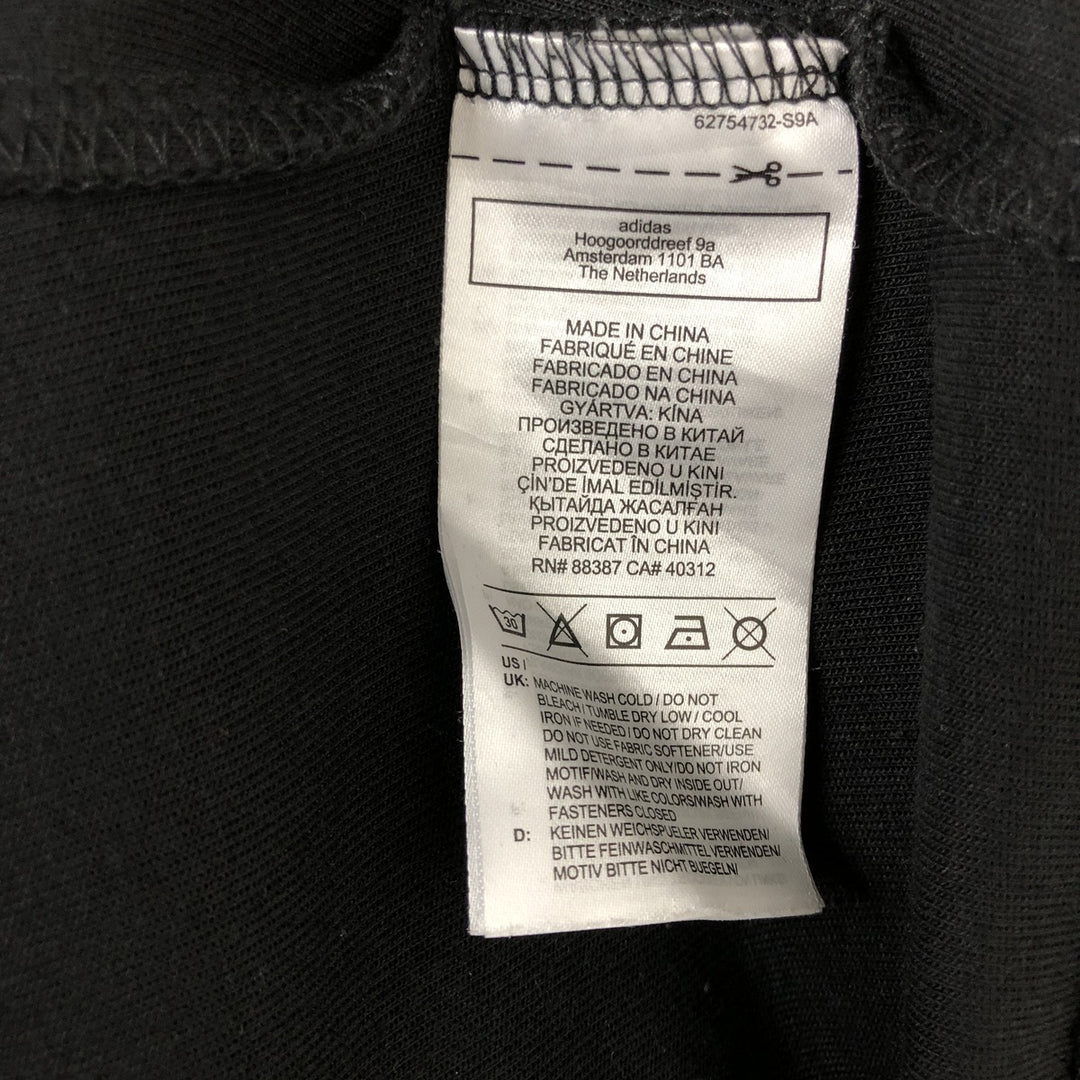 62754732-S9A
adidas
Hoogoorddreef 9a
Amsterdam 1101 BA
The Netherlands
MADE IN CHINA
FABRIQUÉ EN CHINE
FABRICADO EN CHINA
FABRICADO NA CHINA
GYÁRTVA: KÍNA
ПРОИЗВЕДЕНО В КИТАЙ
СДЕЛАНО В КИТАЕ
PROIZVEDENO U KINI
ÇİN'DE İMAL EDİLMİŞTİR.
ҚЫТАЙДА ЖАСАЛҒАН
PROIZVEDENO U KINI
FABRICAT ÎN CHINA
RN# 88387 CA# 40312
30
US /
UK: MACHINE WASH COLD / DO NOT
BLEACH / TUMBLE DRY LOW / COOL
IRON IF NEEDED / DO NOT DRY CLEAN
DO NOT USE FABRIC SOFTENER/USE
MILD DETERGENT ONLY/DO NOT IRON
MOTIF/WASH AND DRY INSIDE OUT/
WASH WITH LIKE COLORS/WASH WITH
FASTENERS CLOSED
D: KEINEN WEICHSPUELER VERWENDEN/
BITTE FEINWASCHMITTEL VERWENDEN/
MOTIV BITTE NICHT BUEGELN/